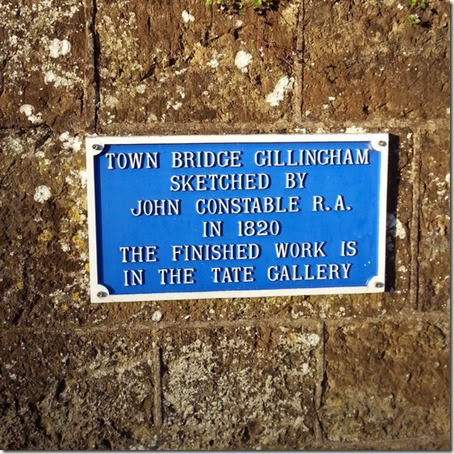 TOWN BRIDGE GILLINGHAM
SKETCHED BY
JOHN CONSTABLE R.A.
IN 1820
THE FINISHED WORK IS
IN THE TATE GALLERY